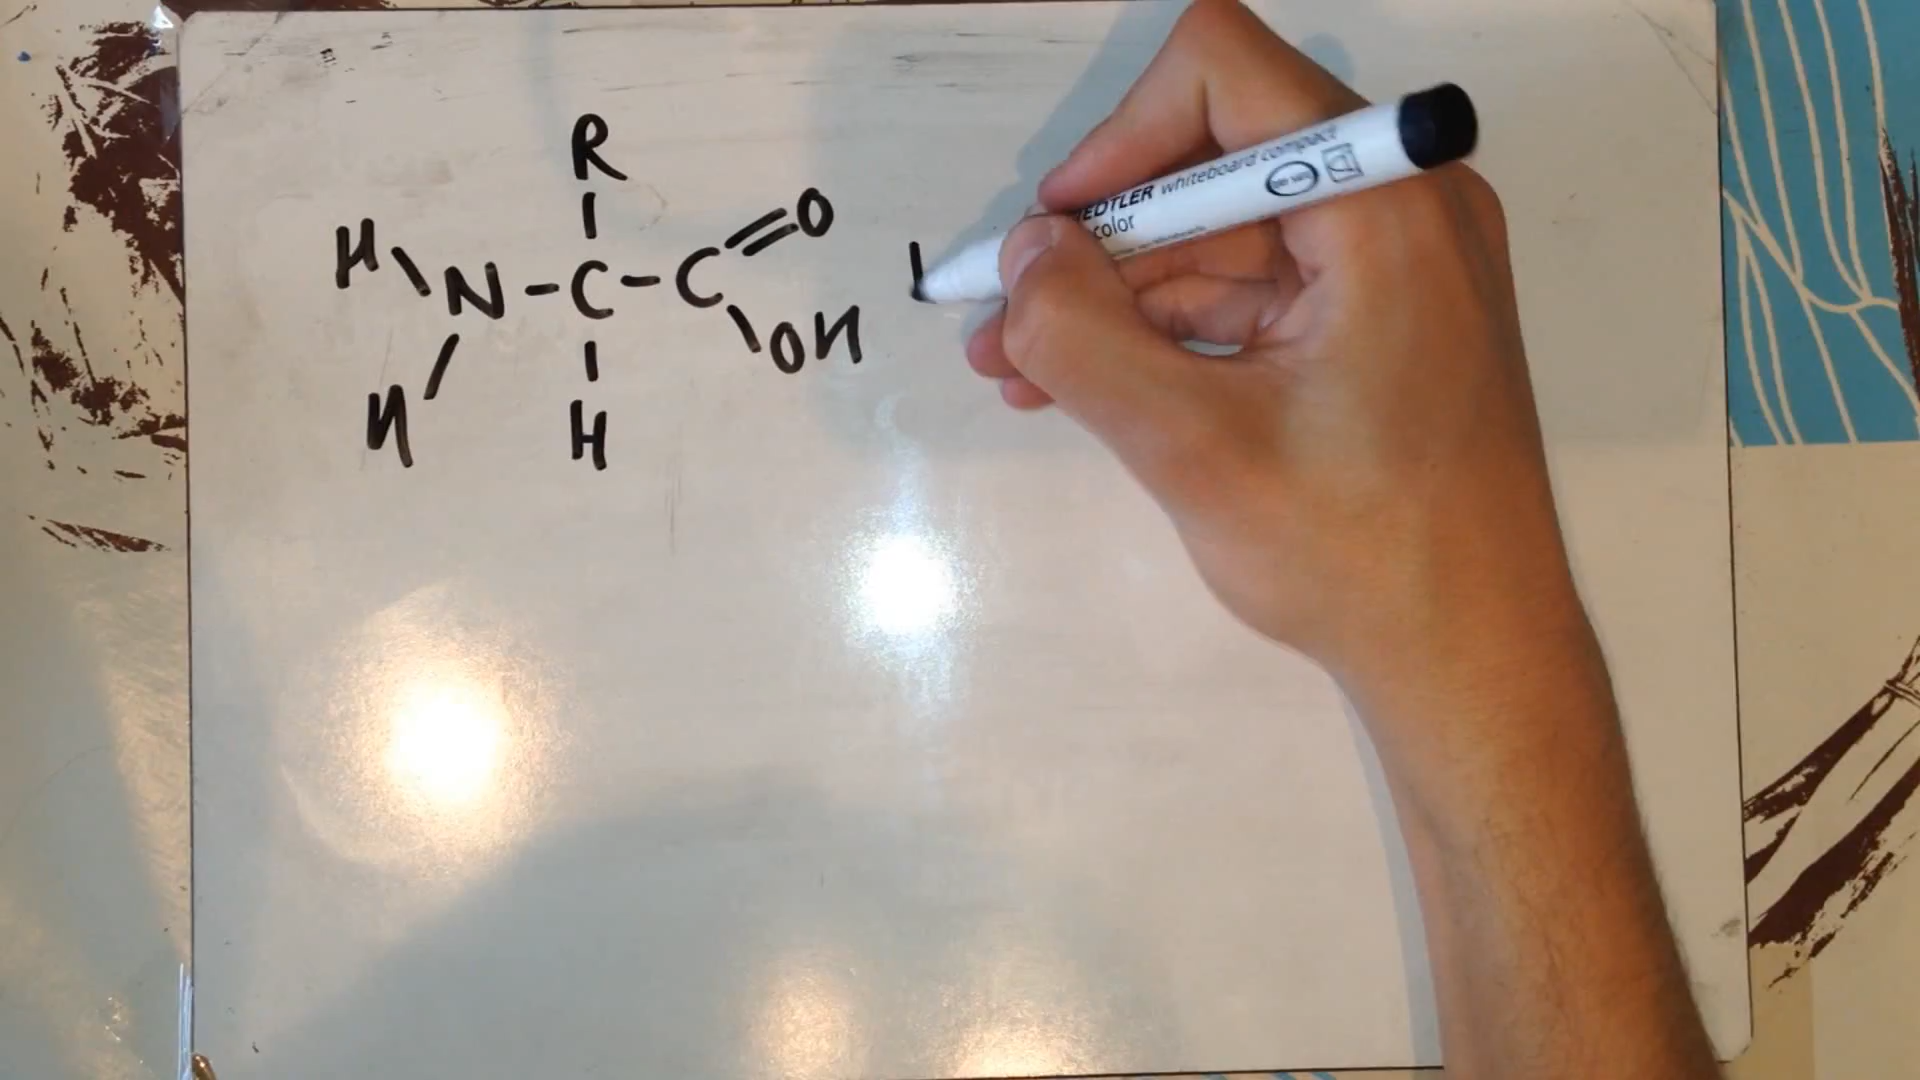 R
H \ N - C - C = O
/ | \ OH
H H
STAEDTLER whiteboard compact
color